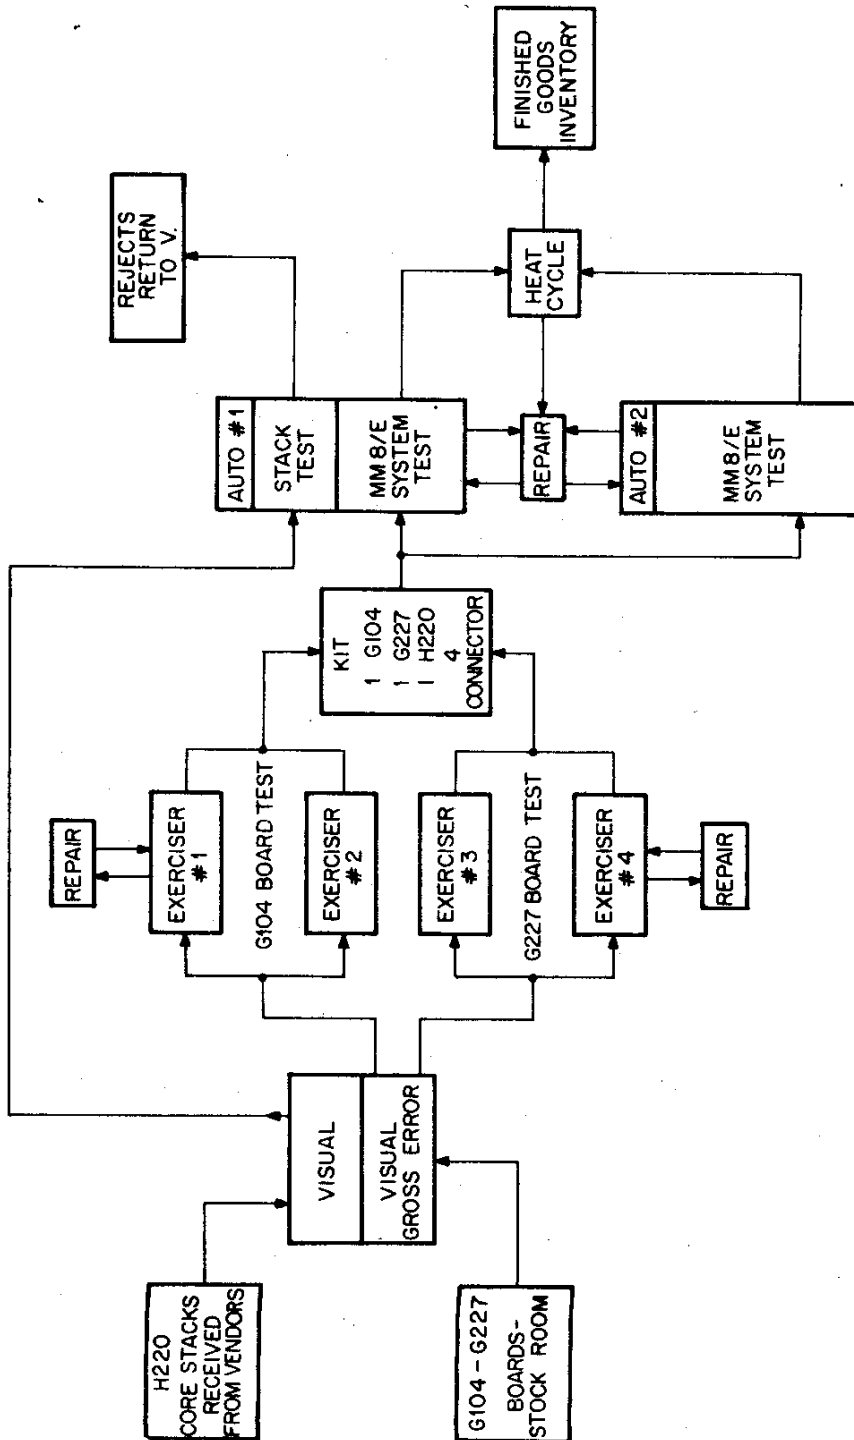 H220
CORE STACKS
RECEIVED
FROM VENDORS
G104-G227
BOARDS-
STOCK ROOM
VISUAL
VISUAL
GROSS ERROR
REPAIR
EXERCISER
#1
G104 BOARD TEST
EXERCISER
#2
EXERCISER
#3
G227 BOARD TEST
EXERCISER
#4
REPAIR
KIT
1 G104
1 G227
1 H220
4
CONNECTOR
AUTO #1
STACK
TEST
MM8/E
SYSTEM
TEST
REPAIR
AUTO #2
MM8/E
SYSTEM
TEST
REJECTS
RETURN
TO V.
HEAT
CYCLE
FINISHED
GOODS
INVENTORY